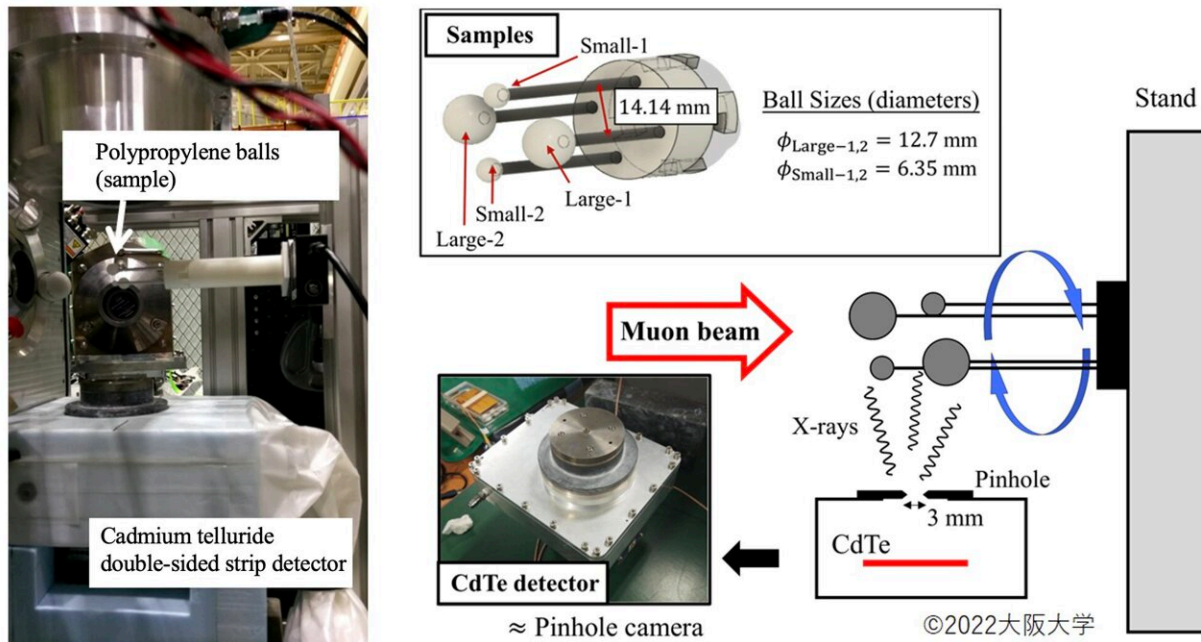 Polypropylene balls
(sample)
Cadmium telluride
double-sided strip detector
Samples
Small-1
14.14 mm
Small-2
Large-1
Large-2
Ball Sizes (diameters)
ϕLarge−1,2 = 12.7 mm
ϕSmall−1,2 = 6.35 mm
Stand
Muon beam
X-rays
Pinhole
3 mm
CdTe
CdTe detector
≈ Pinhole camera
©2022大阪大学